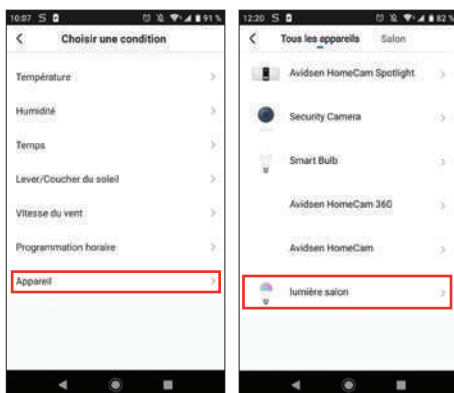 10:07 S 91 %
Choisir une condition
Température
Humidité
Temps
Lever/Coucher du soleil
Vitesse du vent
Programmation horaire
Appareil
12:20 S 82 %
Tous les appareils Salon
Avidsen HomeCam Spotlight
Security Camera
Smart Bulb
Avidsen HomeCam 360
Avidsen HomeCam
lumière salon